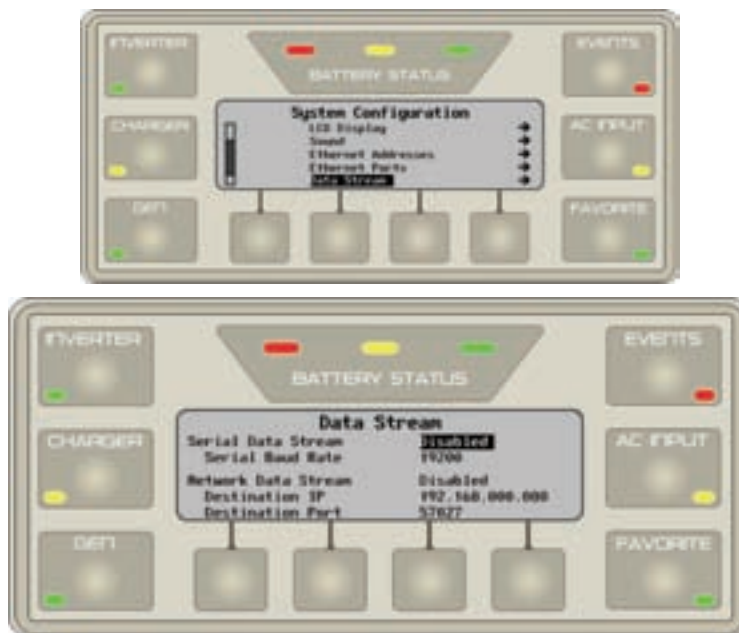 INVERTER
EVENTS
BATTERY STATUS
CHARGER
AC INPUT
System Configuration
LCD Display
Sound
Ethernet Addresses
Ethernet Ports
Data Stream
GEN
FAVORITE
INVERTER
EVENTS
BATTERY STATUS
CHARGER
AC INPUT
Data Stream
Serial Data Stream Disabled
Serial Baud Rate 19200
Network Data Stream Disabled
Destination IP 192.168.000.000
Destination Port 57027
GEN
FAVORITE